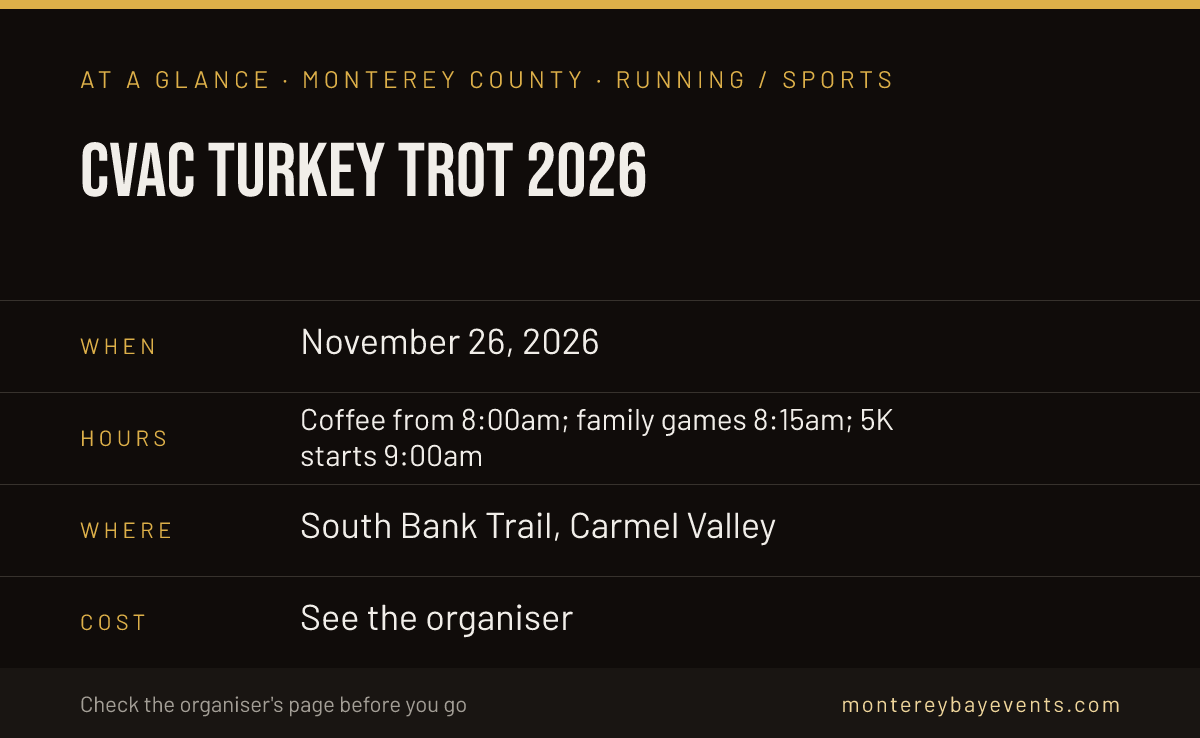 AT A GLANCE · MONTEREY COUNTY · RUNNING / SPORTS
CVAC TURKEY TROT 2026
WHEN
November 26, 2026
HOURS
Coffee from 8:00am; family games 8:15am; 5K
starts 9:00am
WHERE
South Bank Trail, Carmel Valley
COST
See the organiser
Check the organiser's page before you go
montereybayevents.com